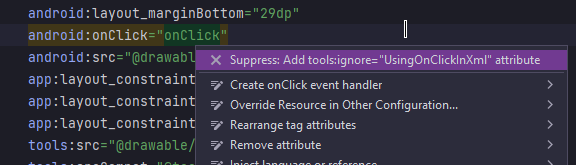 android:layout_marginBottom="29dp"
android:onClick="onClick"
android:src="@drawable/
Suppress: Add tools:ignore="UsingOnClickInXml" attribute
app:layout_constraint
Create onClick event handler
app:layout_constraint
Override Resource in Other Configuration...
app:layout_constraint
Rearrange tag attributes
tools:src="@drawable/
Remove attribute
Inject language or reference